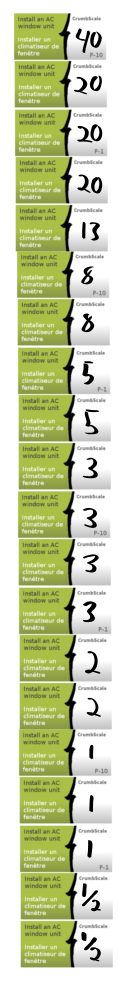 Install an AC
window unit
Installer un
climatiseur de
fenêtre
CrumbScale
40
P-10
Install an AC
window unit
Installer un
climatiseur de
fenêtre
CrumbScale
20
Install an AC
window unit
Installer un
climatiseur de
fenêtre
CrumbScale
20
P-1
Install an AC
window unit
Installer un
climatiseur de
fenêtre
CrumbScale
20
Install an AC
window unit
Installer un
climatiseur de
fenêtre
CrumbScale
13
Install an AC
window unit
Installer un
climatiseur de
fenêtre
CrumbScale
8
P-10
Install an AC
window unit
Installer un
climatiseur de
fenêtre
CrumbScale
8
Install an AC
window unit
Installer un
climatiseur de
fenêtre
CrumbScale
5
P-1
Install an AC
window unit
Installer un
climatiseur de
fenêtre
CrumbScale
5
Install an AC
window unit
Installer un
climatiseur de
fenêtre
CrumbScale
3
Install an AC
window unit
Installer un
climatiseur de
fenêtre
CrumbScale
3
P-10
Install an AC
window unit
Installer un
climatiseur de
fenêtre
CrumbScale
3
Install an AC
window unit
Installer un
climatiseur de
fenêtre
CrumbScale
3
P-1
Install an AC
window unit
Installer un
climatiseur de
fenêtre
CrumbScale
2
Install an AC
window unit
Installer un
climatiseur de
fenêtre
CrumbScale
2
Install an AC
window unit
Installer un
climatiseur de
fenêtre
CrumbScale
1
P-10
Install an AC
window unit
Installer un
climatiseur de
fenêtre
CrumbScale
1
Install an AC
window unit
Installer un
climatiseur de
fenêtre
CrumbScale
1
P-1
Install an AC
window unit
Installer un
climatiseur de
fenêtre
CrumbScale
1/2
Install an AC
window unit
Installer un
climatiseur de
fenêtre
CrumbScale
1/2